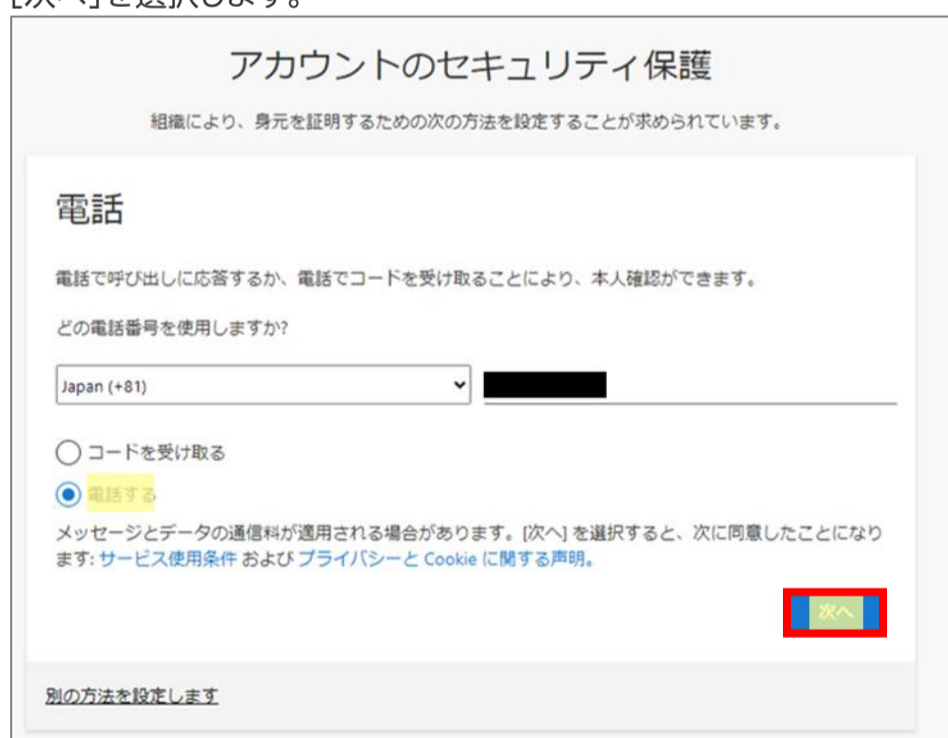 [次へ]を選択します。
アカウントのセキュリティ保護
組織により、身元を証明するための次の方法を設定することが求められています。
電話
電話で呼び出しに応答するか、電話でコードを受け取ることにより、本人確認ができます。
どの電話番号を使用しますか?
Japan (+81)
コードを受け取る
電話する
メッセージとデータの通信料が適用される場合があります。[次へ] を選択すると、次に同意したことになり
ます: サービス使用条件 および プライバシーと Cookie に関する声明。
次へ
別の方法を設定します